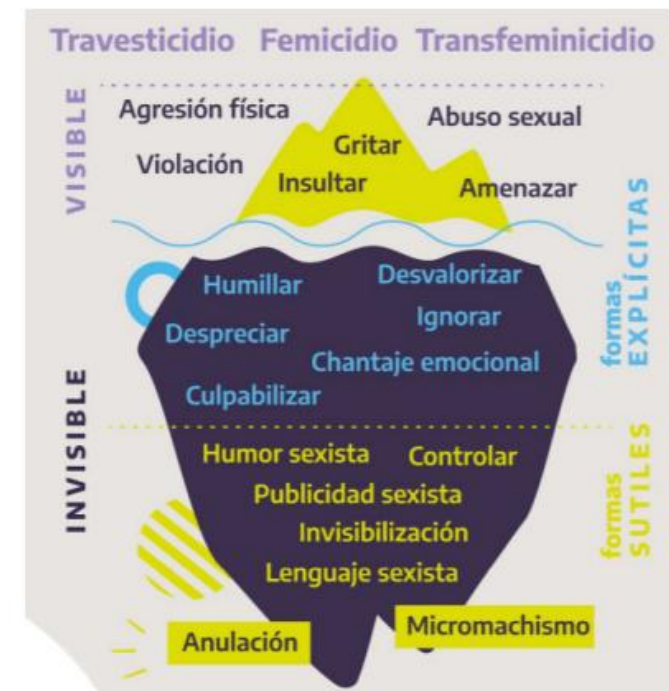 Travesticidio Femicidio Transfeminicidio
VISIBLE
Agresión física
Abuso sexual
Gritar
Violación
Insultar
Amenazar
formas
EXPLÍCITAS
Humillar
Desvalorizar
Ignorar
Despreciar
Chantaje emocional
Culpabilizar
INVISIBLE
formas
SUTILES
Humor sexista
Controlar
Publicidad sexista
Invisibilización
Lenguaje sexista
Anulación
Micromachismo